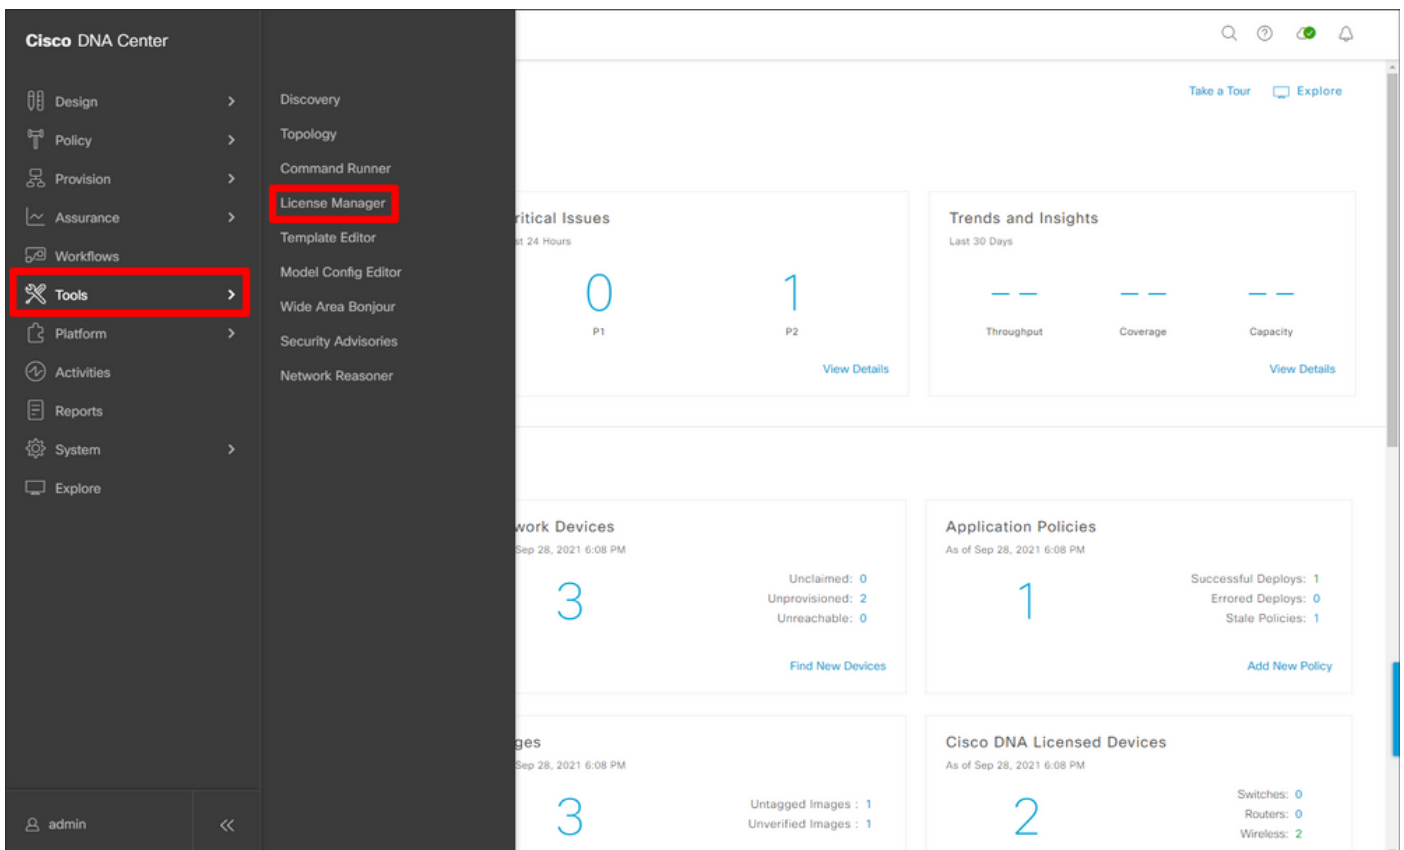 Cisco DNA Center
Design
Policy
Provision
Assurance
Workflows
Tools
Platform
Activities
Reports
System
Explore
admin
Discovery
Topology
Command Runner
License Manager
Template Editor
Model Config Editor
Wide Area Bonjour
Security Advisories
Network Reasoner
Take a Tour
Explore
ritical Issues
st 24 Hours
0
P1
1
P2
View Details
Trends and Insights
Last 30 Days
– –
Throughput
– –
Coverage
– –
Capacity
View Details
work Devices
Sep 28, 2021 6:08 PM
3
Unclaimed: 0
Unprovisioned: 2
Unreachable: 0
Find New Devices
Application Policies
As of Sep 28, 2021 6:08 PM
1
Successful Deploys: 1
Errored Deploys: 0
Stale Policies: 1
Add New Policy
ges
Sep 28, 2021 6:08 PM
3
Untagged Images : 1
Unverified Images : 1
Cisco DNA Licensed Devices
As of Sep 28, 2021 6:08 PM
2
Switches: 0
Routers: 0
Wireless: 2